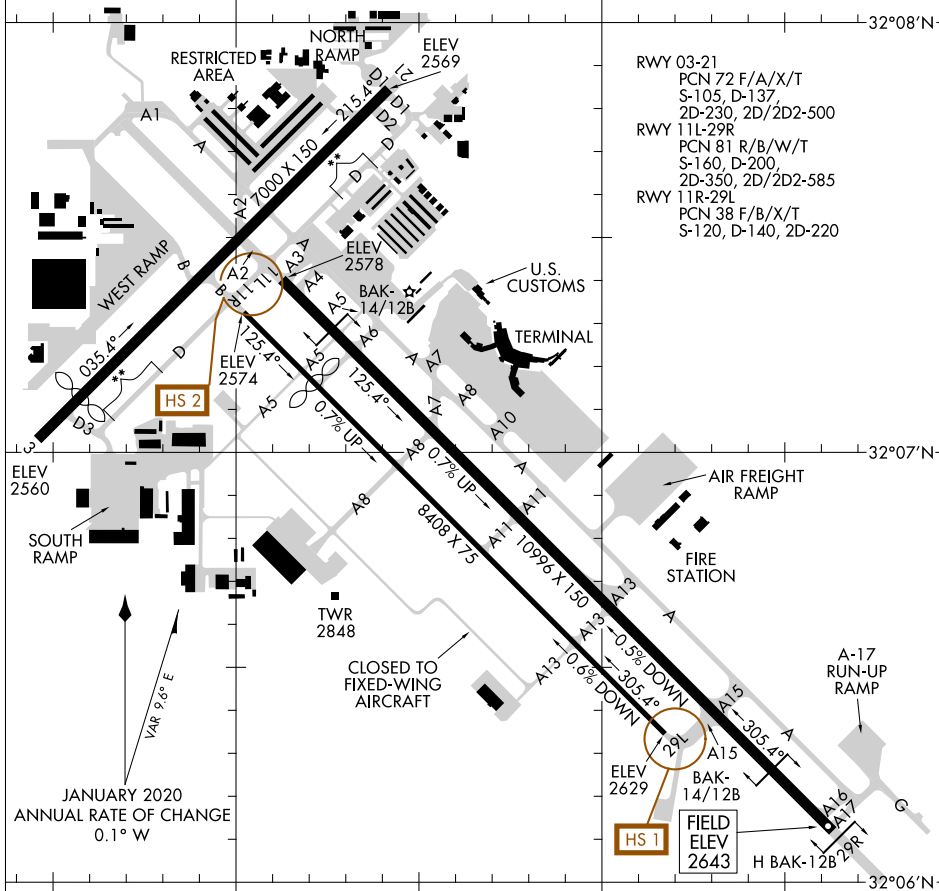 32°08'N
NORTH
RAMP
RESTRICTED
AREA
ELEV
2569
21
D1
D1
D2
D
D
215.4°
7000 X 150
A1
A
A2
RWY 03-21
PCN 72 F/A/X/T
S-105, D-137,
2D-230, 2D/2D2-500
RWY 11L-29R
PCN 81 R/B/W/T
S-160, D-200,
2D-350, 2D/2D2-585
RWY 11R-29L
PCN 38 F/B/X/T
S-120, D-140, 2D-220
**
WEST RAMP
B
B
A2
11L
11R
A
A3
A4
ELEV
2578
BAK-
14/12B
U.S.
CUSTOMS
TERMINAL
A5
A6
A
A7
A7
A8
A10
035.4°
**
D
D3
3
ELEV
2560
HS 2
ELEV
2574
125.4°
A5
A5
125.4°
0.7% UP
0.7% UP
A8
A8
8408 X 75
10996 X 150
A
A11
A11
32°07'N
AIR FREIGHT
RAMP
FIRE
STATION
SOUTH
RAMP
TWR
2848
A13
A13
A13
A
CLOSED TO
FIXED-WING
AIRCRAFT
0.5% DOWN
0.6% DOWN
305.4°
305.4°
29L
A15
A15
A
A-17
RUN-UP
RAMP
VAR 9.6° E
JANUARY 2020
ANNUAL RATE OF CHANGE
0.1° W
ELEV
2629
BAK-
14/12B
HS 1
FIELD
ELEV
2643
A16
A17
G
29R
H BAK-12B
32°06'N